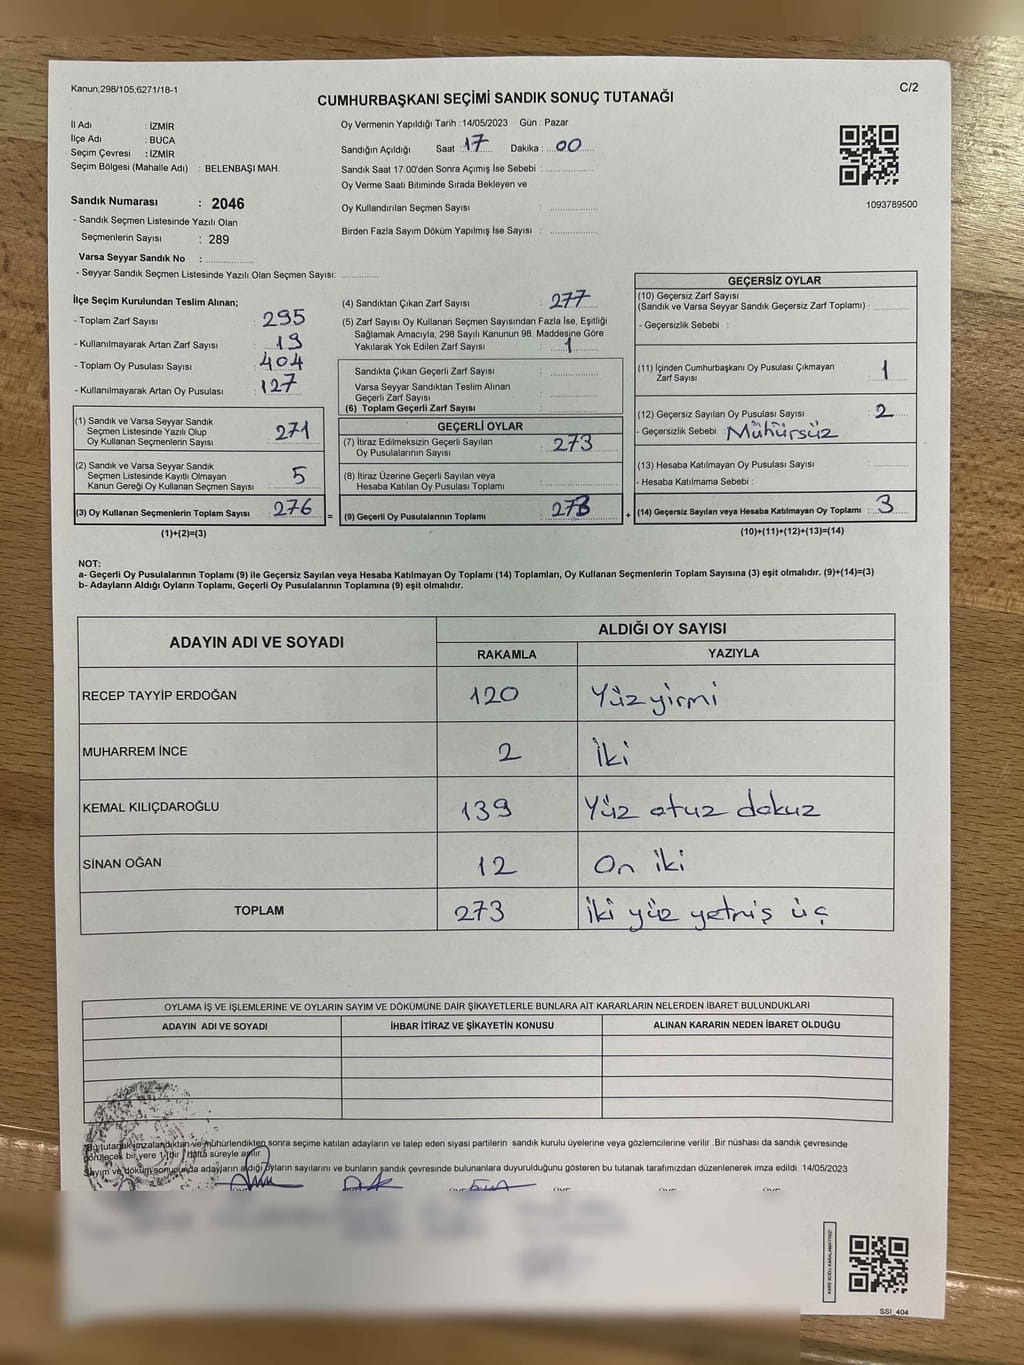 Kanun,298/105,6271/18-1
C/2
CUMHURBAŞKANI SEÇİMİ SANDIK SONUÇ TUTANAĞI
İl Adı : İZMİR
İlçe Adı : BUCA
Seçim Çevresi : İZMİR
Seçim Bölgesi (Mahalle Adı) : BELENBAŞI MAH.
Sandık Numarası : 2046
- Sandık Seçmen Listesinde Yazılı Olan
Seçmenlerin Sayısı : 289
Varsa Seyyar Sandık No :
- Seyyar Sandık Seçmen Listesinde Yazılı Olan Seçmen Sayısı:
Oy Vermenin Yapıldığı Tarih : 14/05/2023 Gün : Pazar
Sandığın Açıldığı Saat : 17 Dakika : 00
Sandık Saat 17:00'den Sonra Açımış İse Sebebi :
Oy Verme Saati Bitiminde Sırada Bekleyen ve
Oy Kullandırılan Seçmen Sayısı :
Birden Fazla Sayım Döküm Yapılmış İse Sayısı :
1093789500
İlçe Seçim Kurulundan Teslim Alınan;
- Toplam Zarf Sayısı : 295
- Kullanılmayarak Artan Zarf Sayısı : 19
- Toplam Oy Pusulası Sayısı : 404
- Kullanılmayarak Artan Oy Pusulası : 127
(1) Sandık ve Varsa Seyyar Sandık
Seçmen Listesinde Yazılı Olup
Oy Kullanan Seçmenlerin Sayısı : 271
(2) Sandık ve Varsa Seyyar Sandık
Seçmen Listesinde Kayıtlı Olmayan
Kanun Gereği Oy Kullanan Seçmen Sayısı : 5
(3) Oy Kullanan Seçmenlerin Toplam Sayısı : 276
(1)+(2)=(3)
(4) Sandıktan Çıkan Zarf Sayısı : 277
(5) Zarf Sayısı Oy Kullanan Seçmen Sayısından Fazla İse, Eşitliği
Sağlamak Amacıyla; 298 Sayılı Kanunun 98. Maddesine Göre
Yakılarak Yok Edilen Zarf Sayısı : 1
Sandıkta Çıkan Geçerli Zarf Sayısı :
Varsa Seyyar Sandıktan Teslim Alınan
Geçerli Zarf Sayısı :
(6) Toplam Geçerli Zarf Sayısı :
GEÇERLİ OYLAR
(7) İtiraz Edilmeksizin Geçerli Sayılan
Oy Pusulalarının Sayısı : 273
(8) İtiraz Üzerine Geçerli Sayılan veya
Hesaba Katılan Oy Pusulası Toplamı :
= (9) Geçerli Oy Pusulalarının Toplamı : 273
GEÇERSİZ OYLAR
(10) Geçersiz Zarf Sayısı
(Sandık ve Varsa Seyyar Sandık Geçersiz Zarf Toplamı) :
- Geçersizlik Sebebi :
(11) İçinden Cumhurbaşkanı Oy Pusulası Çıkmayan
Zarf Sayısı : 1
(12) Geçersiz Sayılan Oy Pusulası Sayısı : 2
- Geçersizlik Sebebi : Mühürsüz
(13) Hesaba Katılmayan Oy Pusulası Sayısı :
- Hesaba Katılmama Sebebi :
+ (14) Geçersiz Sayılan veya Hesaba Katılmayan Oy Toplamı : 3
(10)+(11)+(12)+(13)=(14)
NOT:
a- Geçerli Oy Pusulalarının Toplamı (9) ile Geçersiz Sayılan veya Hesaba Katılmayan Oy Toplamı (14) Toplamları, Oy Kullanan Seçmenlerin Toplam Sayısına (3) eşit olmalıdır. (9)+(14)=(3)
b- Adayların Aldığı Oyların Toplamı, Geçerli Oy Pusulalarının Toplamına (9) eşit olmalıdır.
ADAYIN ADI VE SOYADI ALDIĞI OY SAYISI
RAKAMLA YAZIYLA
RECEP TAYYİP ERDOĞAN 120 Yüz yirmi
MUHARREM İNCE 2 İki
KEMAL KILIÇDAROĞLU 139 Yüz otuz dokuz
SİNAN OĞAN 12 On iki
TOPLAM 273 İki yüz yetmiş üç
OYLAMA İŞ VE İŞLEMLERİNE VE OYLARIN SAYIM VE DÖKÜMÜNE DAİR ŞİKAYETLERLE BUNLARA AİT KARARLARIN NELERDEN İBARET BULUNDUKLARI
ADAYIN ADI VE SOYADI İHBAR İTİRAZ VE ŞİKAYETİN KONUSU ALINAN KARARIN NEDEN İBARET OLDUĞU
Bu tutanak imzalandıktan ve mühürlendikten sonra seçime katılan adayların ve talep eden siyasi partilerin sandık kurulu üyelerine veya gözlemcilerine verilir. Bir nüshası da sandık çevresinde
görülecek bir yere 1 hafta süreyle asılır.
Sayım ve döküm sonucunda adayların aldığı oyların sayılarını ve bunların sandık çevresinde bulunanlara duyurulduğunu gösteren bu tutanak tarafımızdan düzenlenerek imza edildi. 14/05/2023
KARE KODU KARALAMAYINIZ
SSI_404